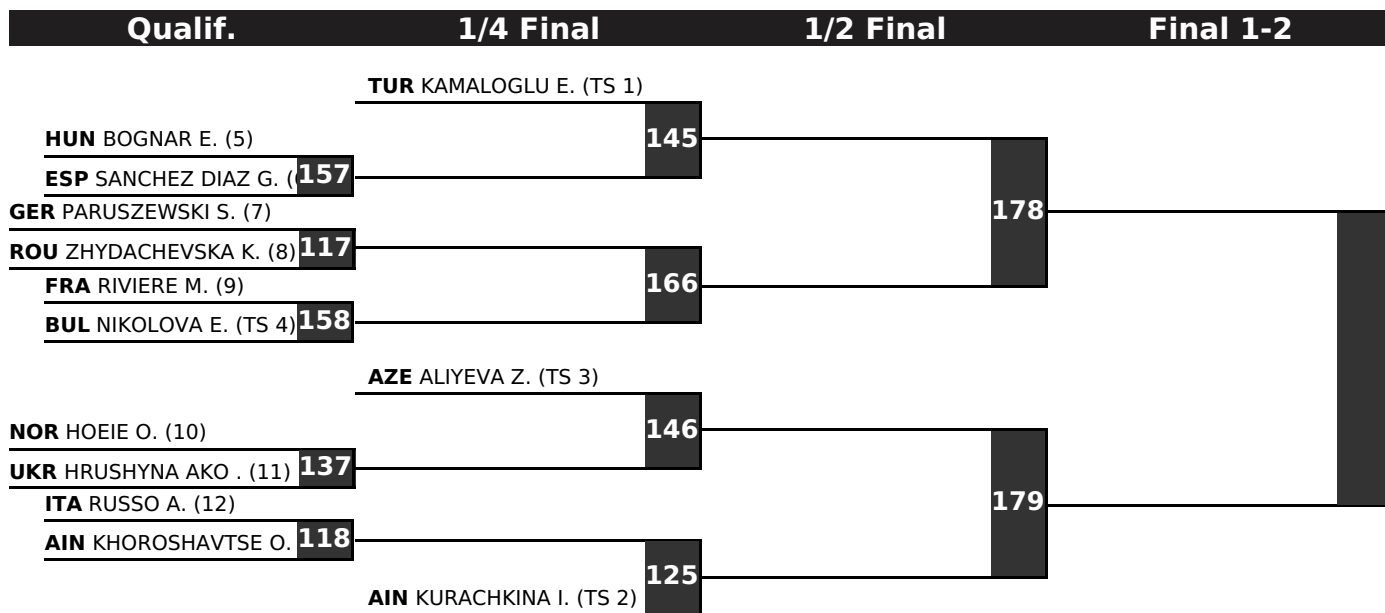 Qualif. 1/4 Final 1/2 Final Final 1-2
TUR KAMALOGLU E. (TS 1)
145
HUN BOGNAR E. (5)
ESP SANCHEZ DIAZ G. (
157
GER PARUSZEWSKI S. (7)
178
ROU ZHYDACHEVSKA K. (8)
117
166
FRA RIVIERE M. (9)
BUL NIKOLOVA E. (TS 4)
158
AZE ALIYEVA Z. (TS 3)
146
NOR HOEIE O. (10)
UKR HRUSHYNA AKO . (11)
137
ITA RUSSO A. (12)
179
AIN KHOROSHAVTSE O.
118
125
AIN KURACHKINA I. (TS 2)